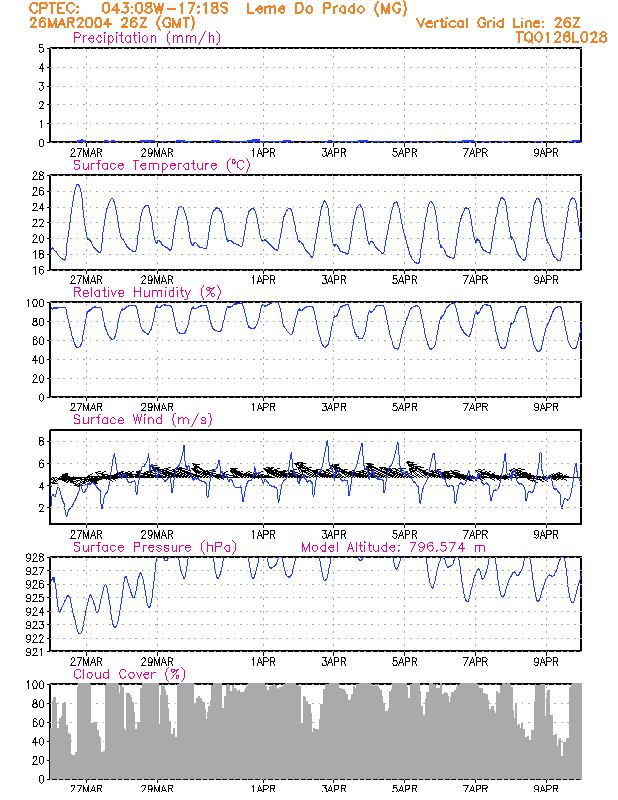 CPTEC: 043:08W-17:18S Leme Do Prado (MG)
26MAR2004 26Z (GMT) Vertical Grid Line: 26Z
Precipitation (mm/h) TQ0126L028
5
4
3
2
1
0
27MAR 29MAR 1APR 3APR 5APR 7APR 9APR
Surface Temperature (ºC)
28
26
24
22
20
18
16
27MAR 29MAR 1APR 3APR 5APR 7APR 9APR
Relative Humidity (%)
100
80
60
40
20
0
27MAR 29MAR 1APR 3APR 5APR 7APR 9APR
Surface Wind (m/s)
8
6
4
2
27MAR 29MAR 1APR 3APR 5APR 7APR 9APR
Surface Pressure (hPa) Model Altitude: 796.574 m
928
927
926
925
924
923
922
921
27MAR 29MAR 1APR 3APR 5APR 7APR 9APR
Cloud Cover (%)
100
80
60
40
20
0
27MAR 29MAR 1APR 3APR 5APR 7APR 9APR